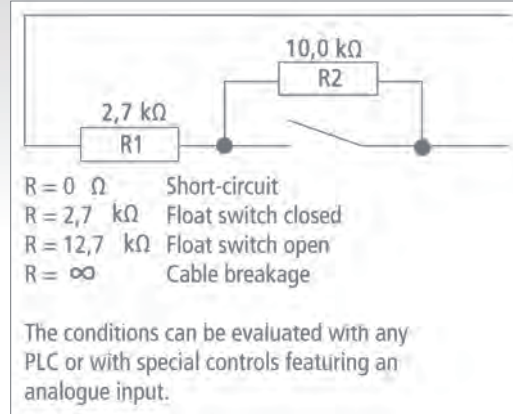 10,0 kΩ
R2
2,7 kΩ
R1
R = 0 Ω Short-circuit
R = 2,7 kΩ Float switch closed
R = 12,7 kΩ Float switch open
R = ∞ Cable breakage
The conditions can be evaluated with any
PLC or with special controls featuring an
analogue input.